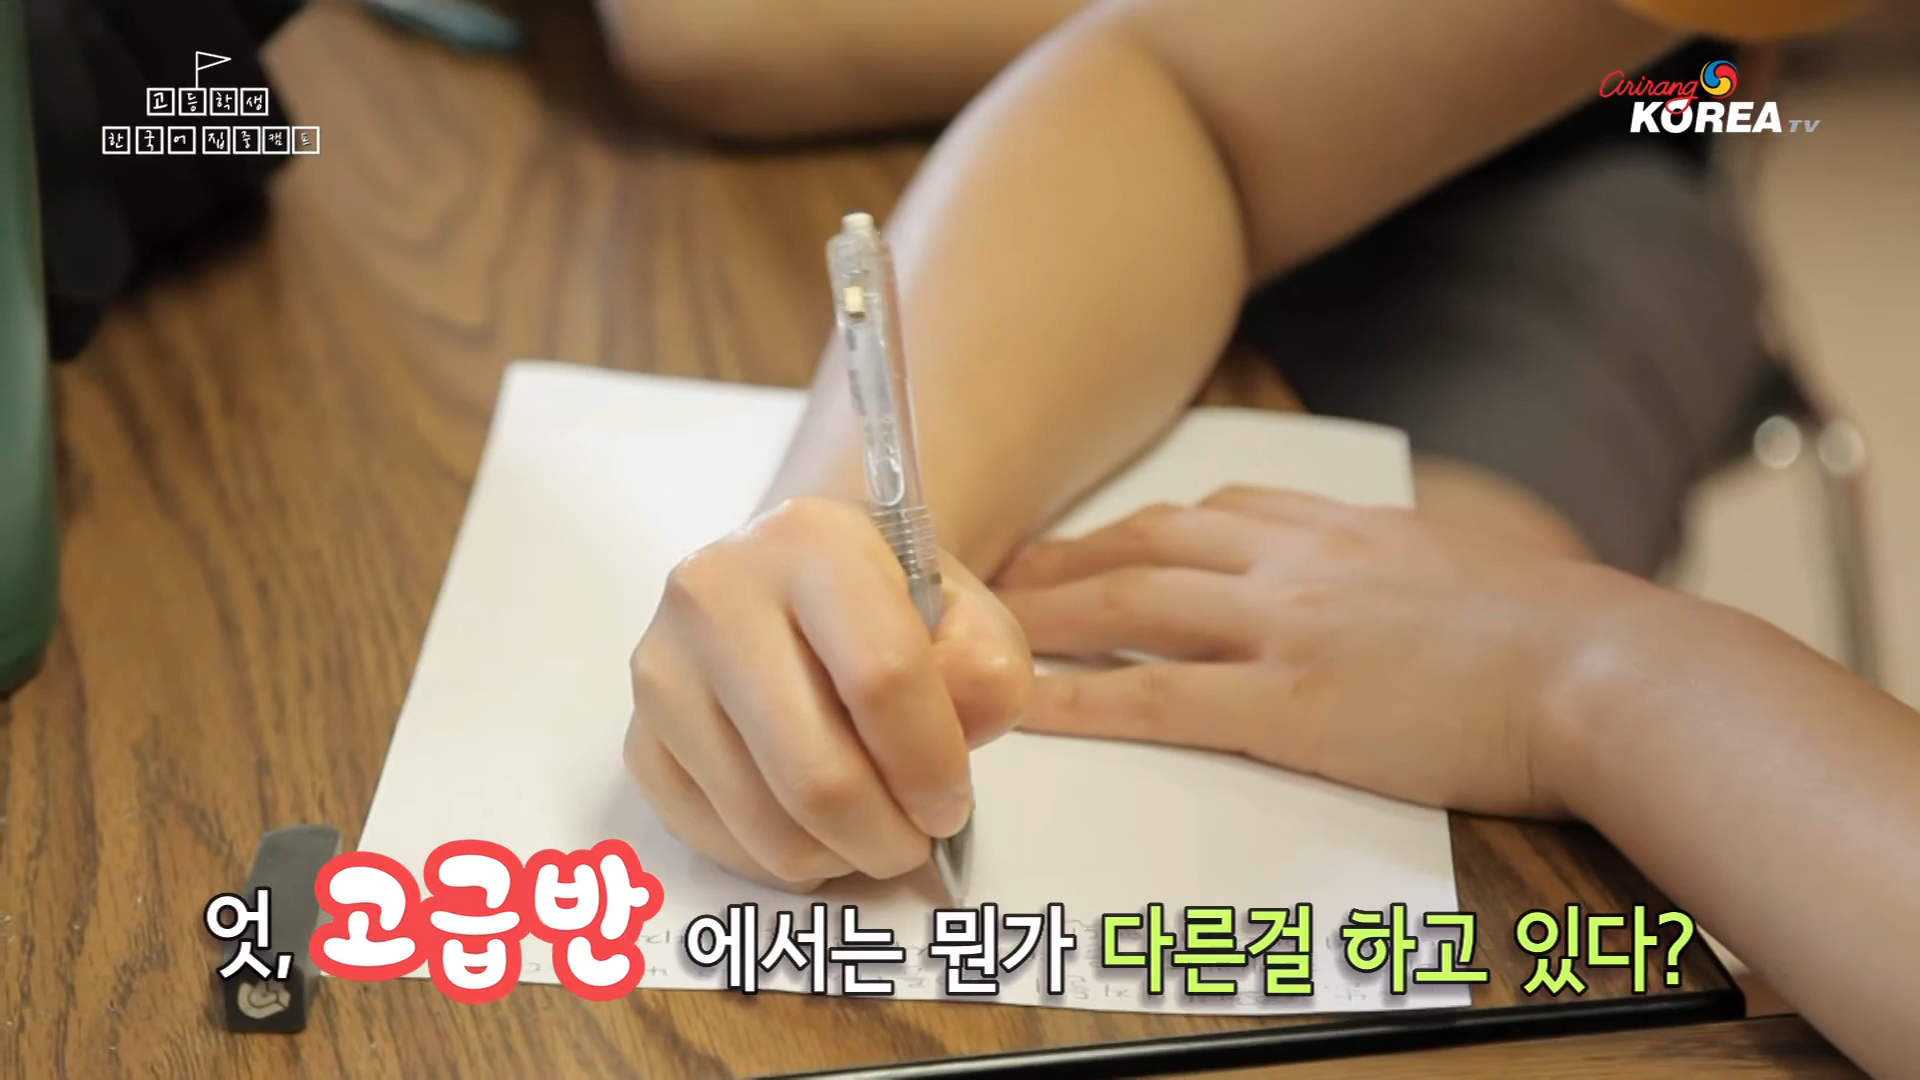 고등학생
한국어 집중캠프
Arirang
KOREA TV
엇, 고급반 에서는 뭔가 다른걸 하고 있다?